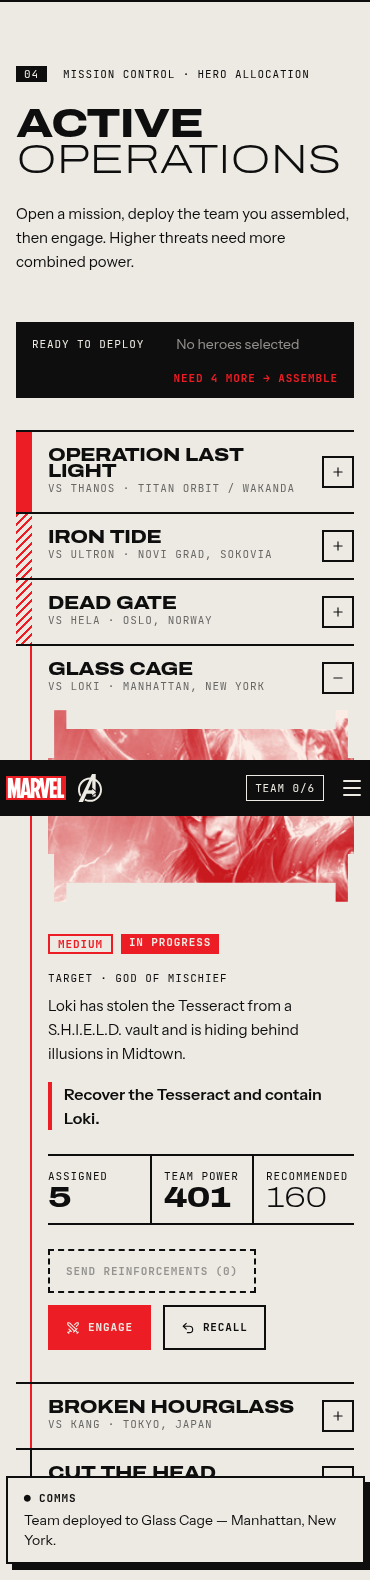 04 MISSION CONTROL · HERO ALLOCATION
ACTIVE
OPERATIONS
Open a mission, deploy the team you assembled,
then engage. Higher threats need more
combined power.
READY TO DEPLOY No heroes selected
NEED 4 MORE → ASSEMBLE
OPERATION LAST
LIGHT
VS THANOS · TITAN ORBIT / WAKANDA
IRON TIDE
VS ULTRON · NOVI GRAD, SOKOVIA
DEAD GATE
VS HELA · OSLO, NORWAY
GLASS CAGE
VS LOKI · MANHATTAN, NEW YORK
MARVEL TEAM 0/6
MEDIUM IN PROGRESS
TARGET · GOD OF MISCHIEF
Loki has stolen the Tesseract from a
S.H.I.E.L.D. vault and is hiding behind
illusions in Midtown.
Recover the Tesseract and contain
Loki.
ASSIGNED TEAM POWER RECOMMENDED
5 401 160
SEND REINFORCEMENTS (0)
ENGAGE RECALL
BROKEN HOURGLASS
VS KANG · TOKYO, JAPAN
CUT THE HEAD
COMMS
Team deployed to Glass Cage — Manhattan, New
York.